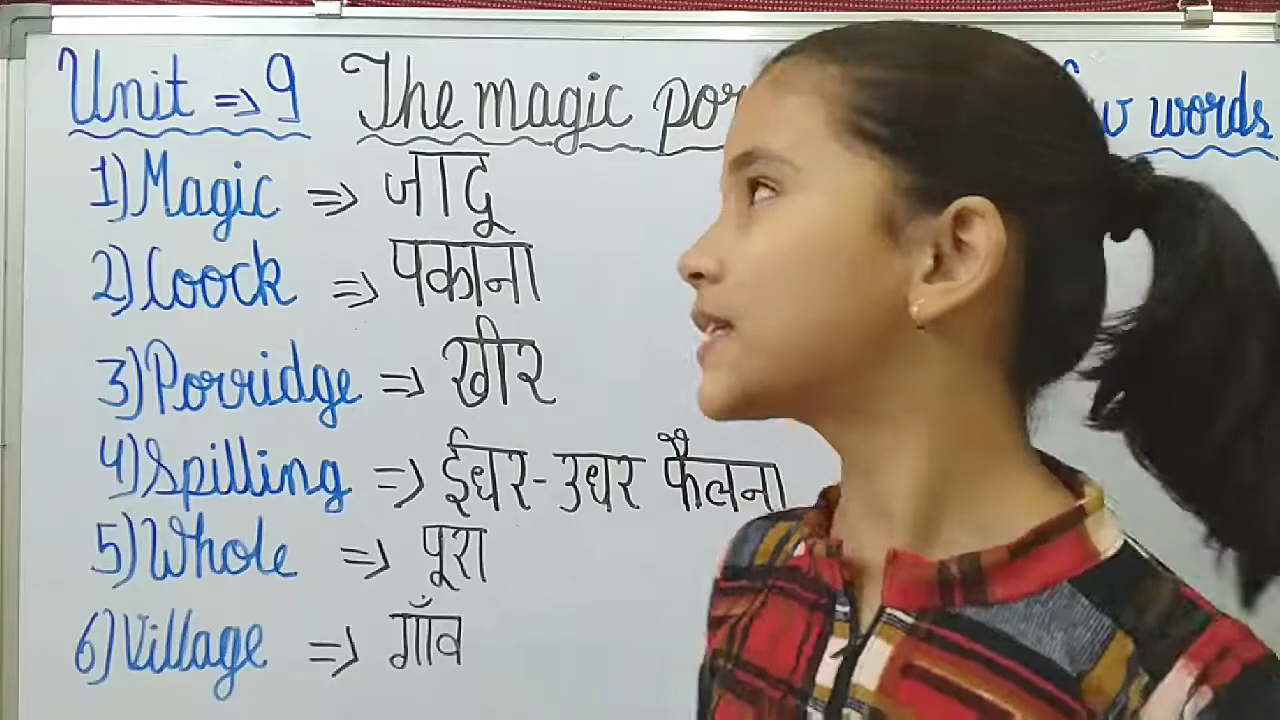 Unit => 9 The magic por words
1) Magic => जादू
2) Coock => पकाना
3) Porridge => खीर
4) Spilling => ईधर-उधर फैलना
5) Whole => पूरा
6) Village => गाँव